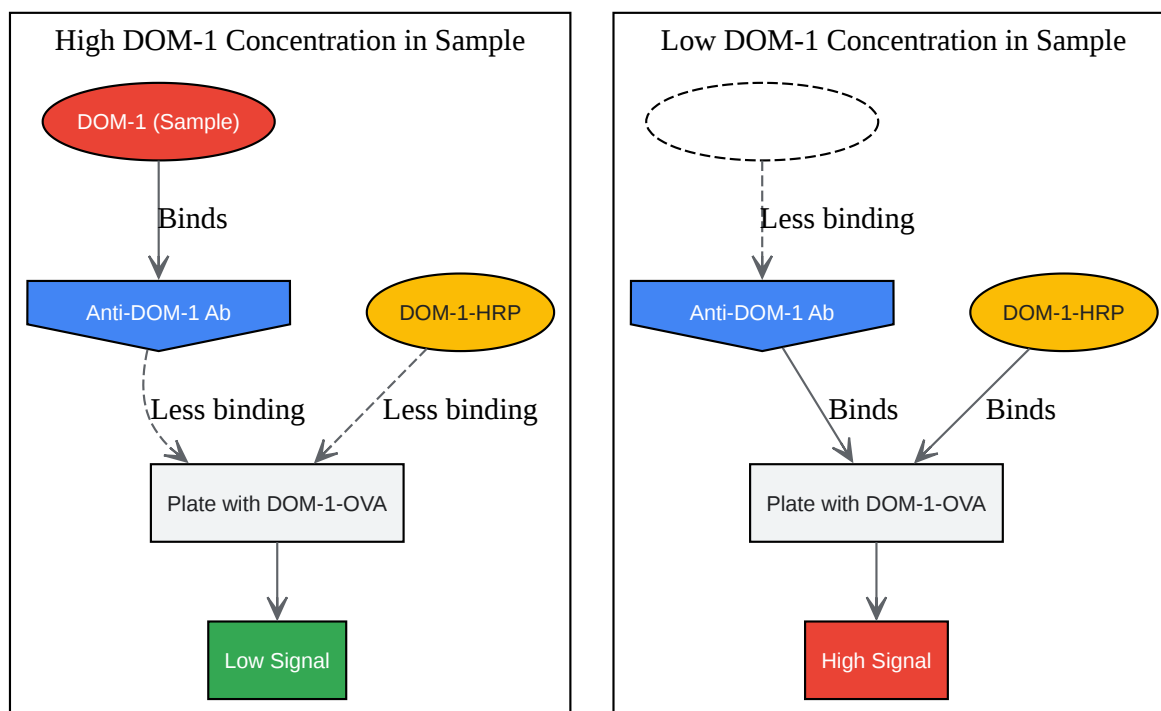 High DOM-1 Concentration in Sample
DOM-1 (Sample)
Binds
Anti-DOM-1 Ab
DOM-1-HRP
Less binding
Less binding
Plate with DOM-1-OVA
Low Signal
Low DOM-1 Concentration in Sample
Less binding
Anti-DOM-1 Ab
DOM-1-HRP
Binds
Binds
Plate with DOM-1-OVA
High Signal